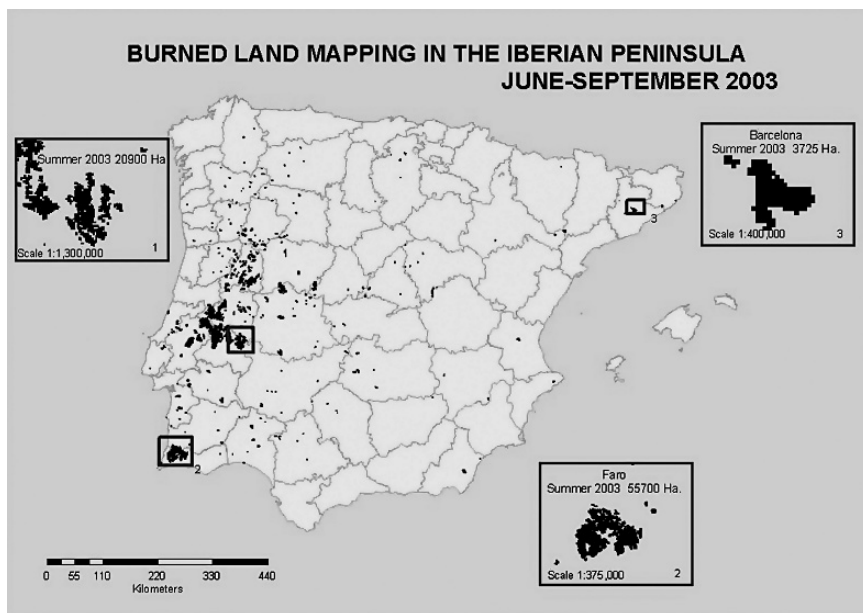 BURNED LAND MAPPING IN THE IBERIAN PENINSULA
JUNE-SEPTEMBER 2003
Summer 2003 20900 Ha
Scale 1:1,300,000
1
Barcelona
Summer 2003 3725 Ha.
Scale 1:400,000
3
1
3
2
Faro
Summer 2003 55700 Ha.
Scale 1:375,000
2
0 55 110 220 330 440
Kilometers